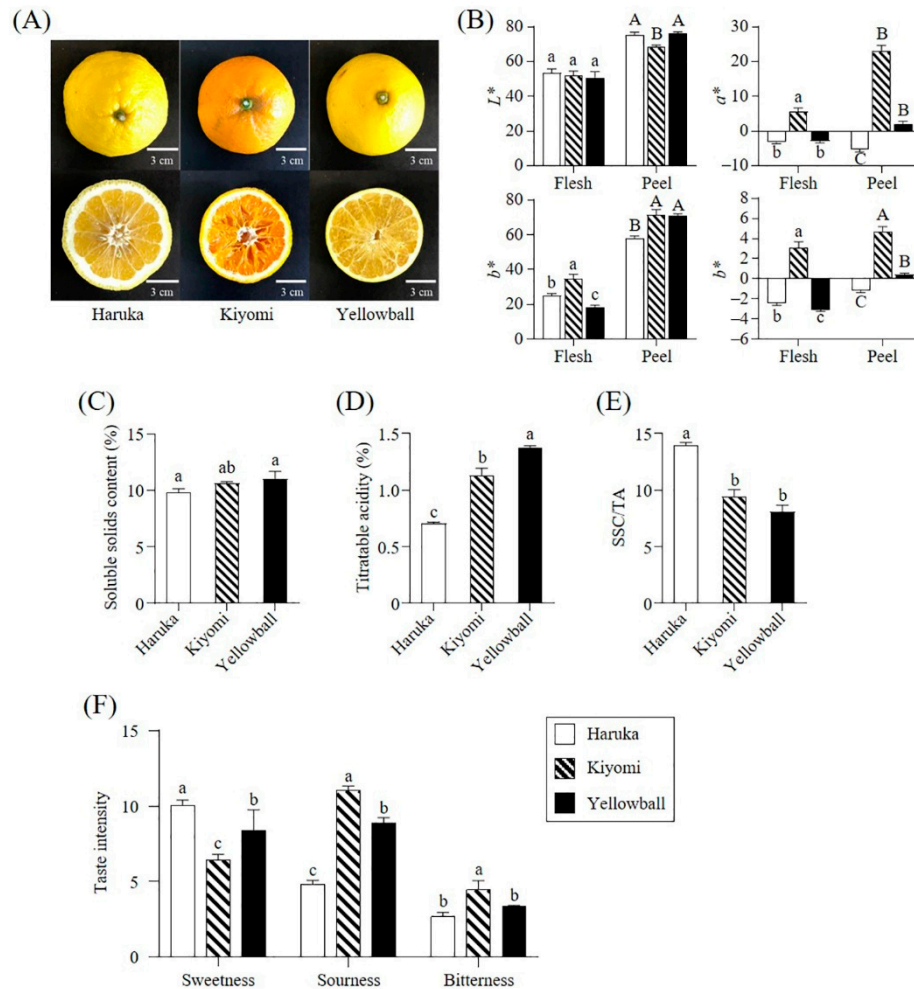 (A)
3 cm
3 cm
3 cm
3 cm
3 cm
3 cm
Haruka
Kiyomi
Yellowball
(B)
L*
80
60
40
20
0
a
a
a
A
B
A
Flesh
Peel
a*
30
20
10
0
–10
b
a
b
C
B
B
Flesh
Peel
b*
80
60
40
20
0
b
a
c
B
A
A
Flesh
Peel
b*
8
6
4
2
0
–2
–4
–6
b
a
c
C
A
B
Flesh
Peel
(C)
Soluble solids content (%)
15
10
5
0
a
ab
a
Haruka
Kiyomi
Yellowball
(D)
Titratable acidity (%)
1.5
1.0
0.5
0
c
b
a
Haruka
Kiyomi
Yellowball
(E)
SSC/TA
15
10
5
0
a
b
b
Haruka
Kiyomi
Yellowball
(F)
Taste intensity
15
10
5
0
a
c
b
c
a
b
b
a
b
Sweetness
Sourness
Bitterness
Haruka
Kiyomi
Yellowball